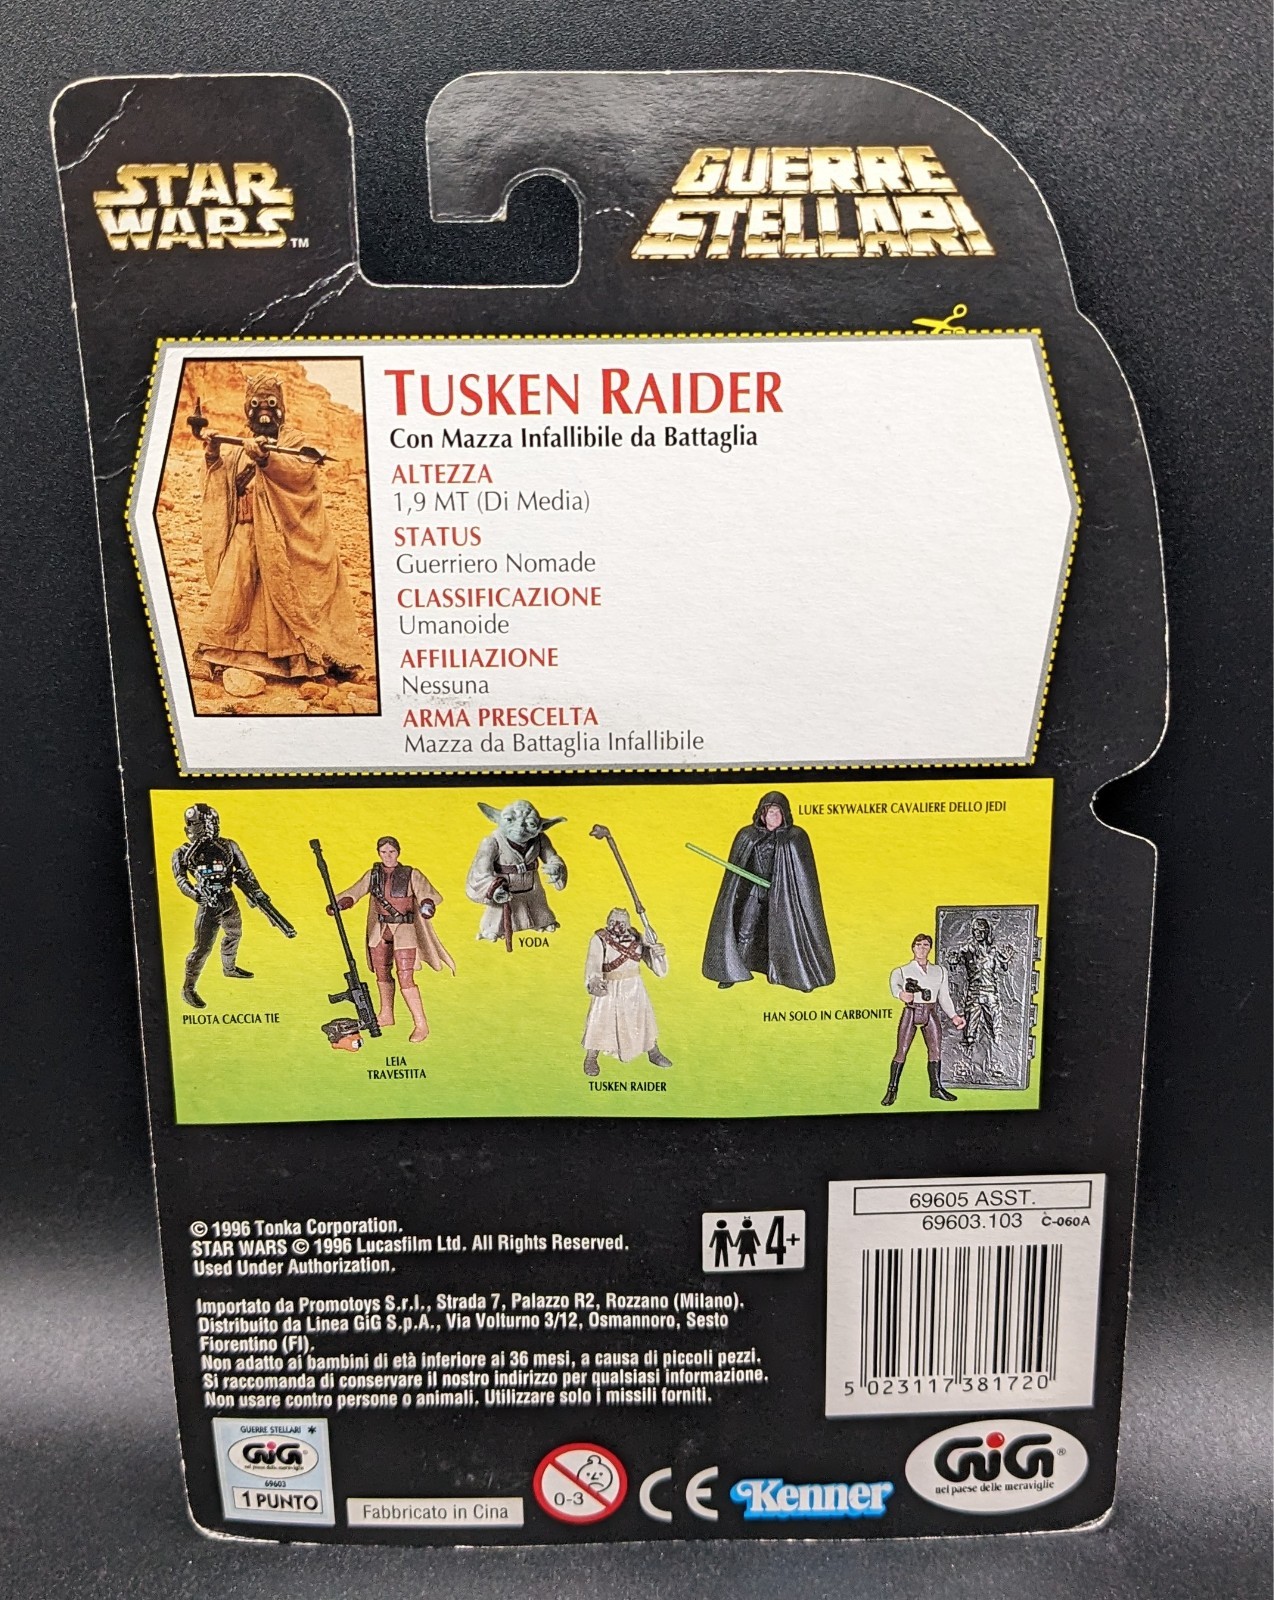 STAR
WARS™
GUERRE
STELLARI
TUSKEN RAIDER
Con Mazza Infallibile da Battaglia
ALTEZZA
1,9 MT (Di Media)
STATUS
Guerriero Nomade
CLASSIFICAZIONE
Umanoide
AFFILIAZIONE
Nessuna
ARMA PRESCELTA
Mazza da Battaglia Infallibile
LUKE SKYWALKER CAVALIERE DELLO JEDI
YODA
PILOTA CACCIA TIE
HAN SOLO IN CARBONITE
LEIA
TRAVESTITA
TUSKEN RAIDER
© 1996 Tonka Corporation.
STAR WARS © 1996 Lucasfilm Ltd. All Rights Reserved.
Used Under Authorization.
4+
69605 ASST.
69603.103 C-060A
5 023117 381720
Importato da Promotoys S.r.l., Strada 7, Palazzo R2, Rozzano (Milano).
Distribuito da Linea GiG S.p.A., Via Volturno 3/12, Osmannoro, Sesto
Fiorentino (FI).
Non adatto ai bambini di età inferiore ai 36 mesi, a causa di piccoli pezzi.
Si raccomanda di conservare il nostro indirizzo per qualsiasi informazione.
Non usare contro persone o animali. Utilizzare solo i missili forniti.
GUERRE STELLARI *
GiG®
nel paese delle meraviglie
69603
1 PUNTO
Fabbricato in Cina
0-3
CE
Kenner
GiG®
nel paese delle meraviglie